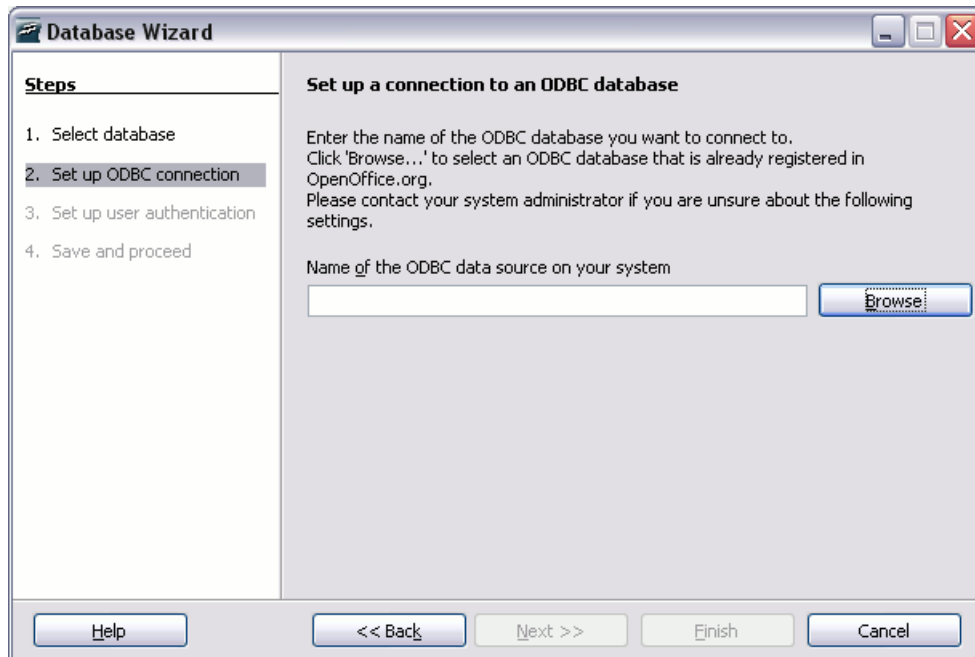 Database Wizard
Steps
1. Select database
2. Set up ODBC connection
3. Set up user authentication
4. Save and proceed
Set up a connection to an ODBC database
Enter the name of the ODBC database you want to connect to.
Click 'Browse...' to select an ODBC database that is already registered in
OpenOffice.org.
Please contact your system administrator if you are unsure about the following
settings.
Name of the ODBC data source on your system
Browse
Help
<< Back
Next >>
Finish
Cancel